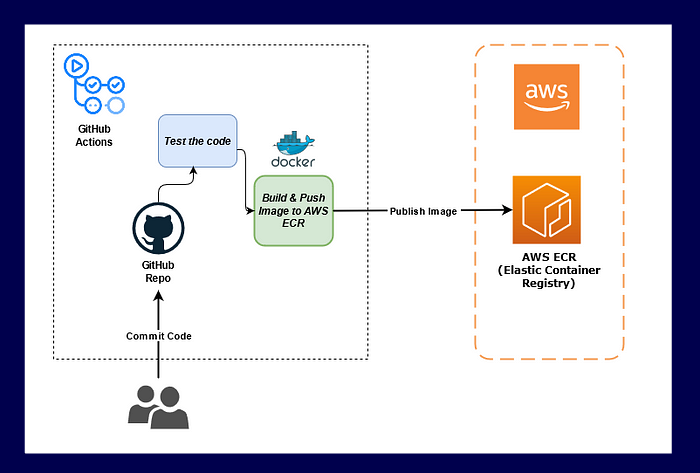 GitHub
Actions
Test the code
docker
Build & Push
Image to AWS
ECR
GitHub
Repo
Commit Code
Publish Image
aws
AWS ECR
(Elastic Container
Registry)